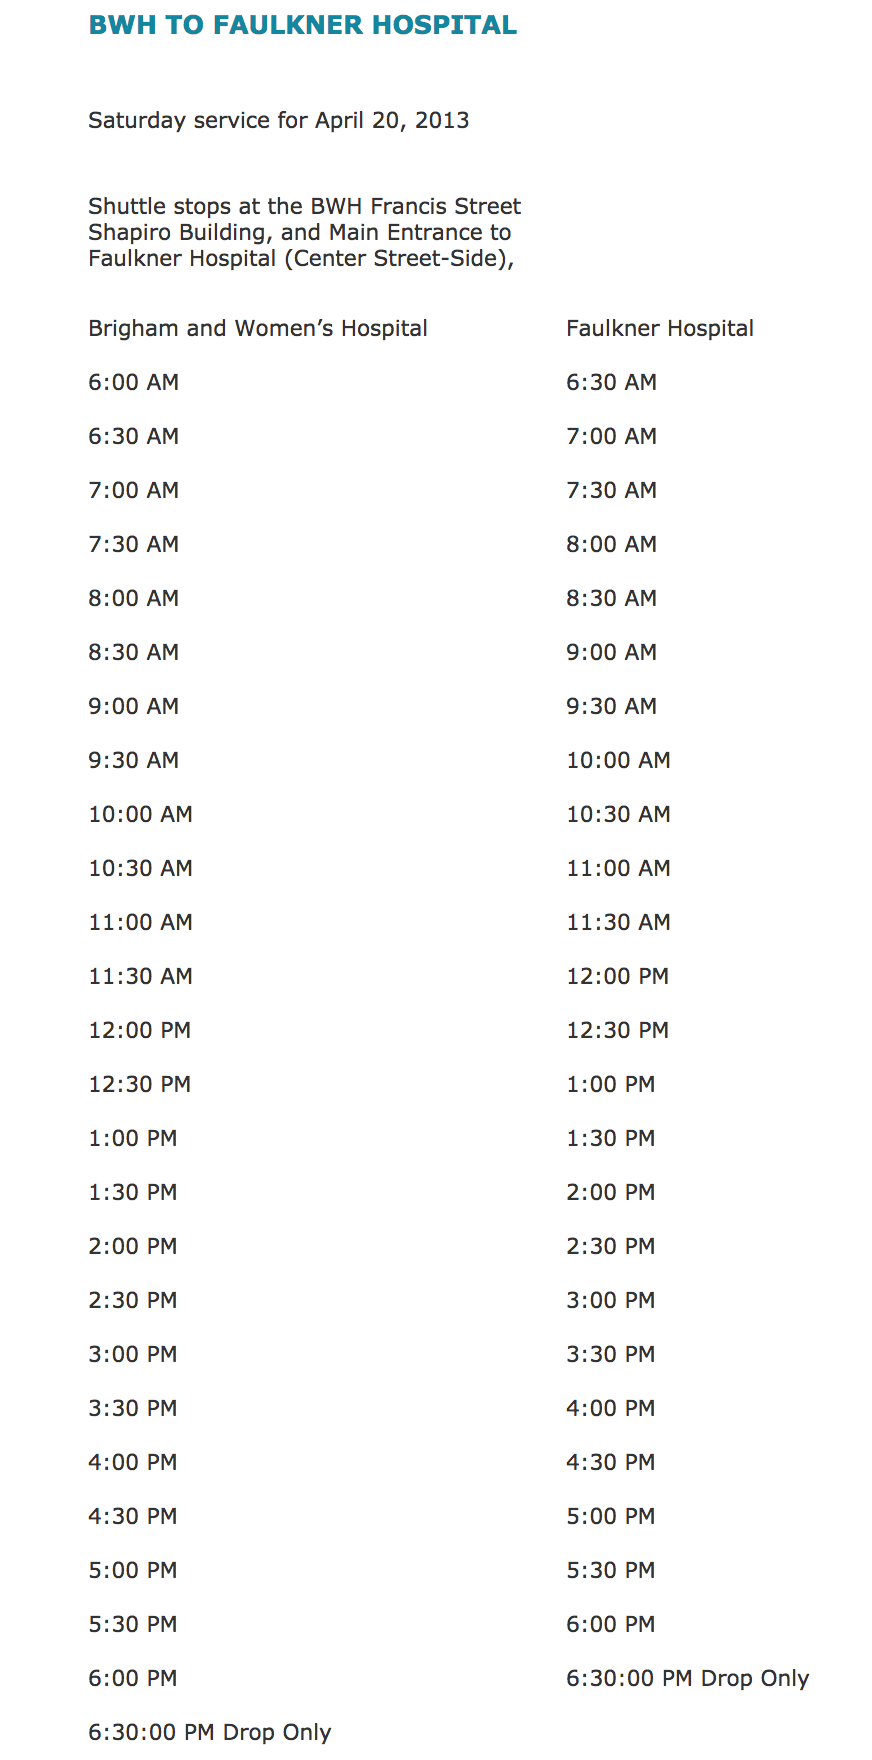 BWH TO FAULKNER HOSPITAL
Saturday service for April 20, 2013
Shuttle stops at the BWH Francis Street
Shapiro Building, and Main Entrance to
Faulkner Hospital (Center Street-Side),
Brigham and Women’s Hospital Faulkner Hospital
6:00 AM 6:30 AM
6:30 AM 7:00 AM
7:00 AM 7:30 AM
7:30 AM 8:00 AM
8:00 AM 8:30 AM
8:30 AM 9:00 AM
9:00 AM 9:30 AM
9:30 AM 10:00 AM
10:00 AM 10:30 AM
10:30 AM 11:00 AM
11:00 AM 11:30 AM
11:30 AM 12:00 PM
12:00 PM 12:30 PM
12:30 PM 1:00 PM
1:00 PM 1:30 PM
1:30 PM 2:00 PM
2:00 PM 2:30 PM
2:30 PM 3:00 PM
3:00 PM 3:30 PM
3:30 PM 4:00 PM
4:00 PM 4:30 PM
4:30 PM 5:00 PM
5:00 PM 5:30 PM
5:30 PM 6:00 PM
6:00 PM 6:30:00 PM Drop Only
6:30:00 PM Drop Only